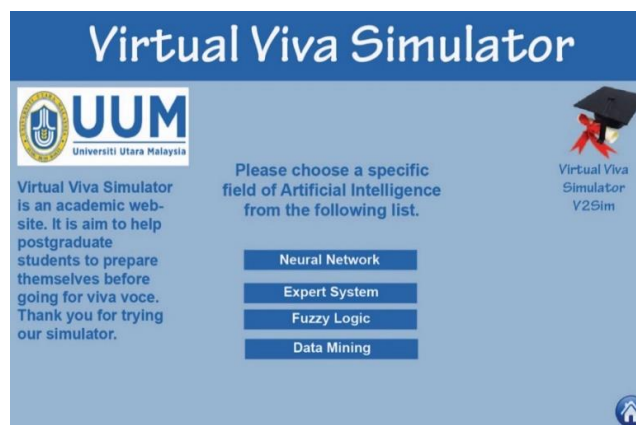 Virtual Viva Simulator
UUM
Universiti Utara Malaysia
Virtual Viva Simulator
is an academic web-
site. It is aim to help
postgraduate
students to prepare
themselves before
going for viva voce.
Thank you for trying
our simulator.
Please choose a specific
field of Artificial Intelligence
from the following list.
Neural Network
Expert System
Fuzzy Logic
Data Mining
Virtual Viva
Simulator
V2Sim